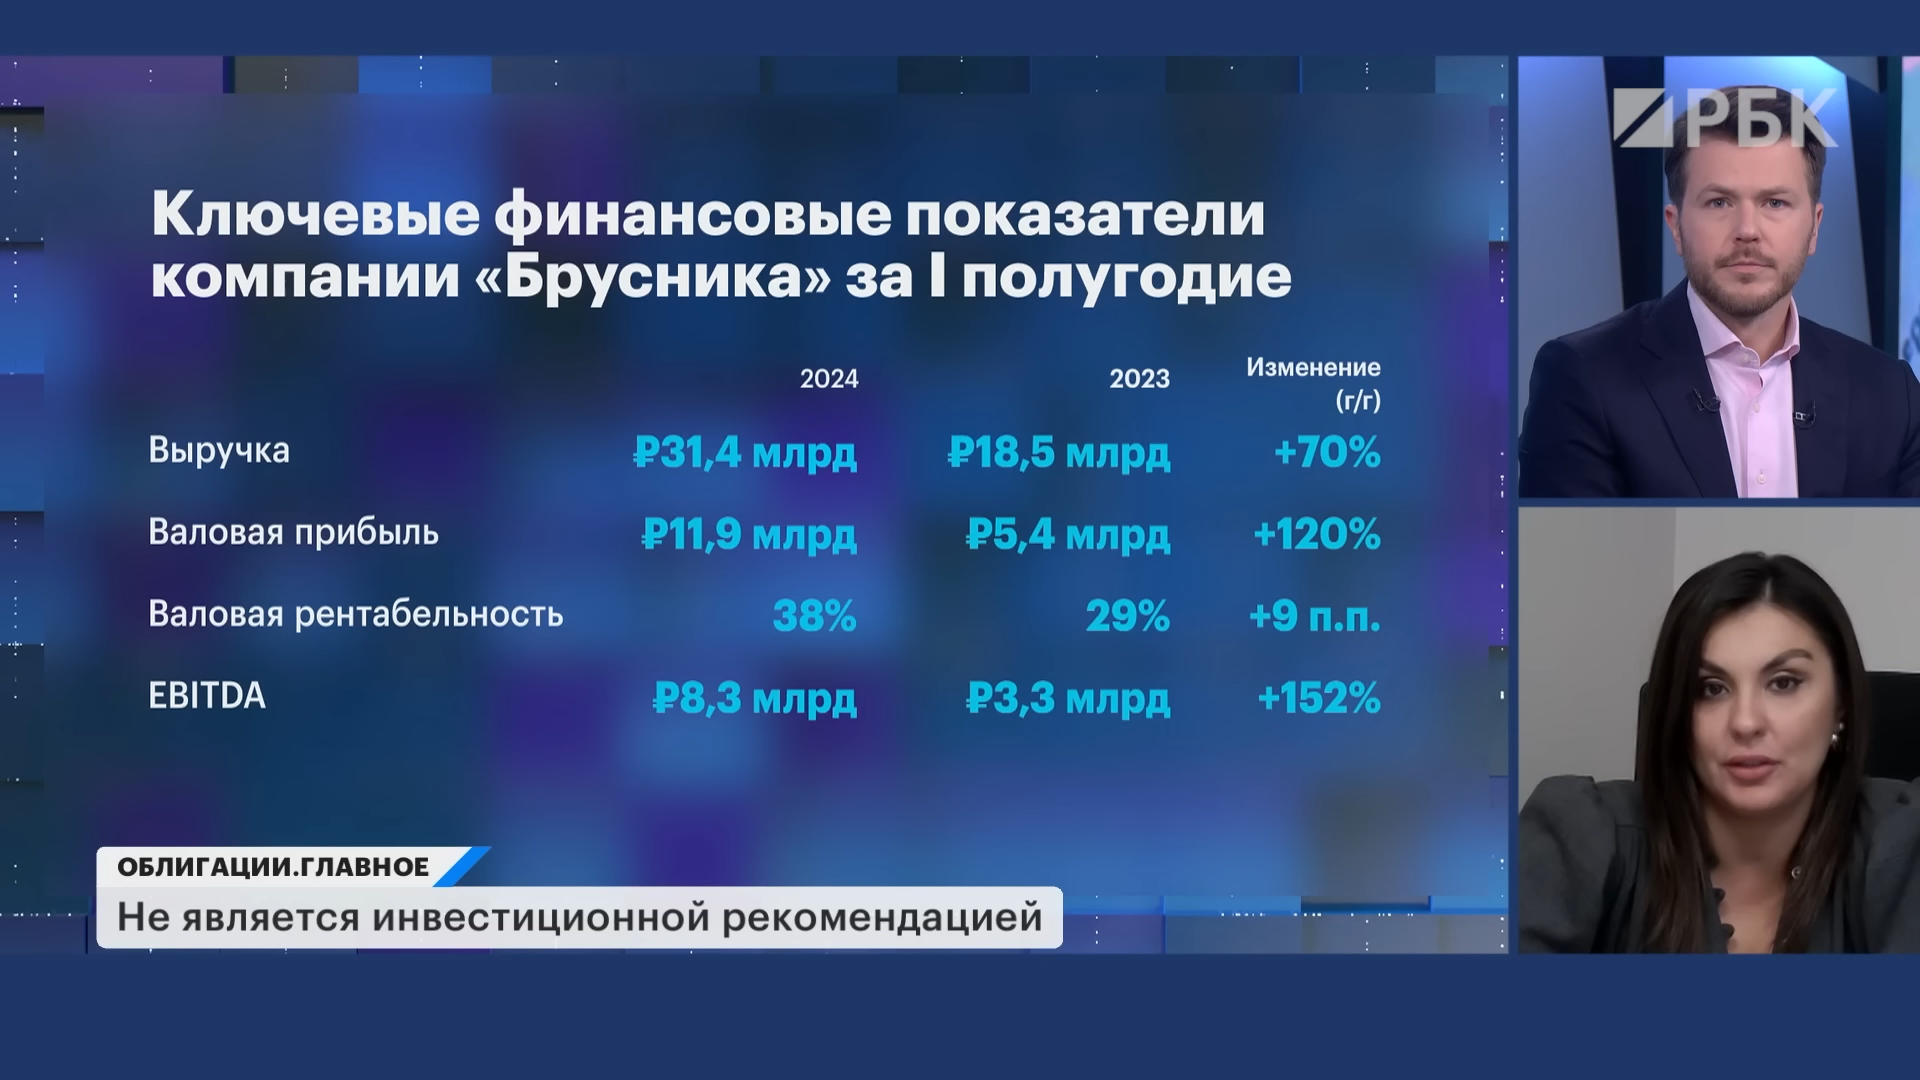 РБК
Ключевые финансовые показатели
компании «Брусника» за I полугодие
2024 2023 Изменение
(г/г)
Выручка ₽31,4 млрд ₽18,5 млрд +70%
Валовая прибыль ₽11,9 млрд ₽5,4 млрд +120%
Валовая рентабельность 38% 29% +9 п.п.
EBITDA ₽8,3 млрд ₽3,3 млрд +152%
ОБЛИГАЦИИ.ГЛАВНОЕ
Не является инвестиционной рекомендацией